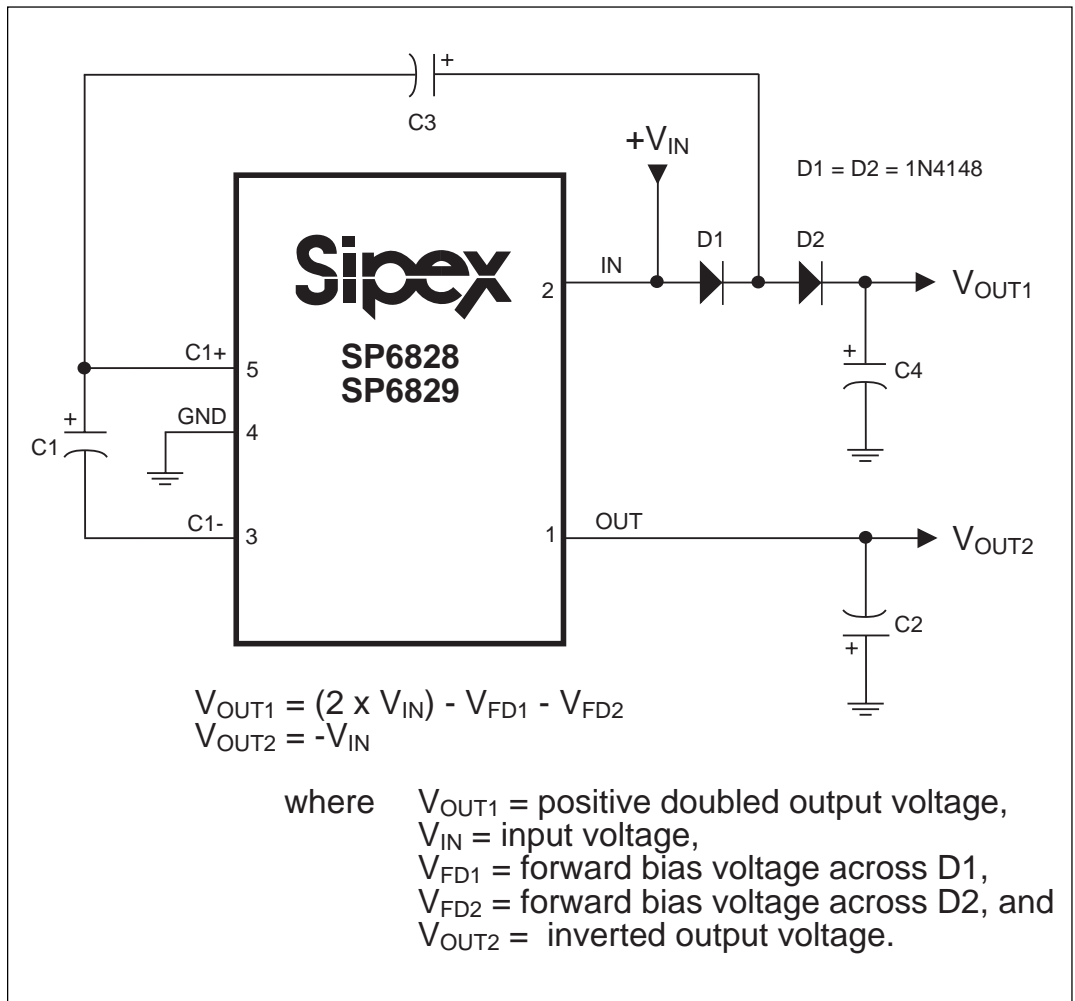 +
C3
+V_IN
D1 = D2 = 1N4148
D1
D2
IN
2
V_OUT1
Sipex
SP6828
SP6829
C1+
5
+
C4
GND
4
+
C1
C1-
3
OUT
1
V_OUT2
C2
+
V_OUT1 = (2 x V_IN) - V_FD1 - V_FD2
V_OUT2 = -V_IN
where V_OUT1 = positive doubled output voltage,
V_IN = input voltage,
V_FD1 = forward bias voltage across D1,
V_FD2 = forward bias voltage across D2, and
V_OUT2 = inverted output voltage.